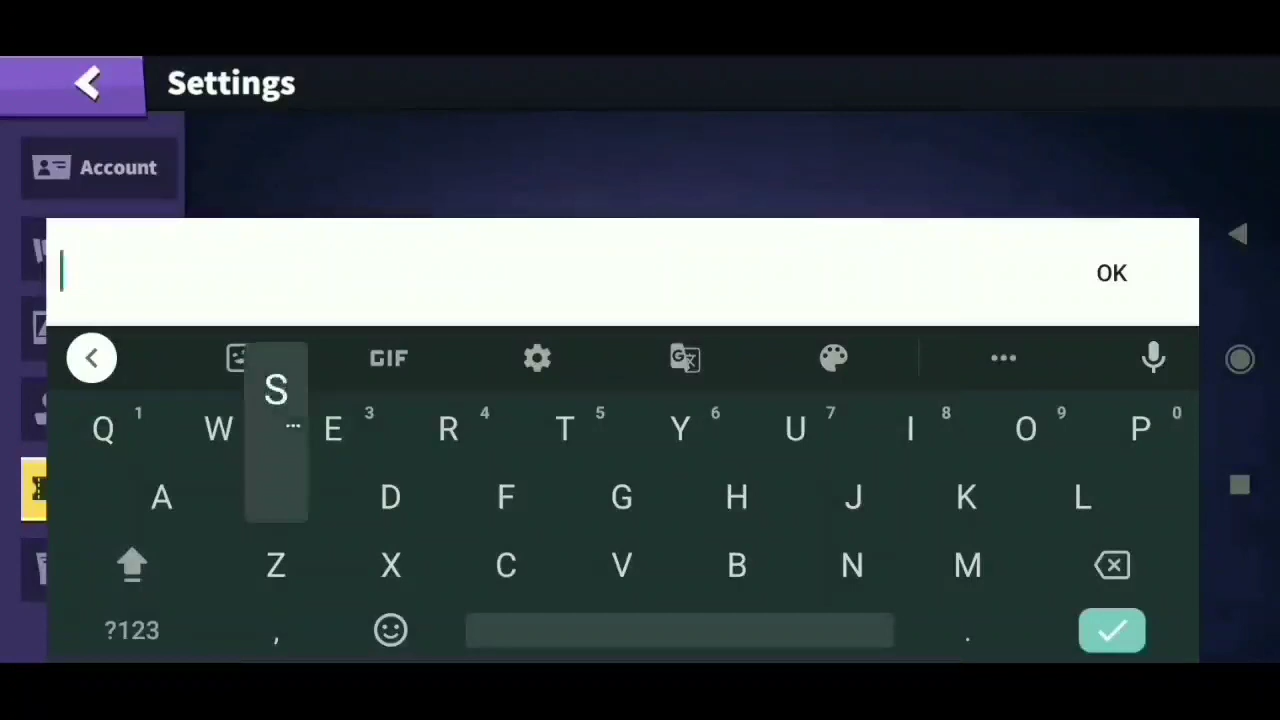 Settings
Account
OK
GIF
S
...
Q 1 W E 3 R 4 T 5 Y 6 U 7 I 8 O 9 P 0
A D F G H J K L
Z X C V B N M
?123 , .